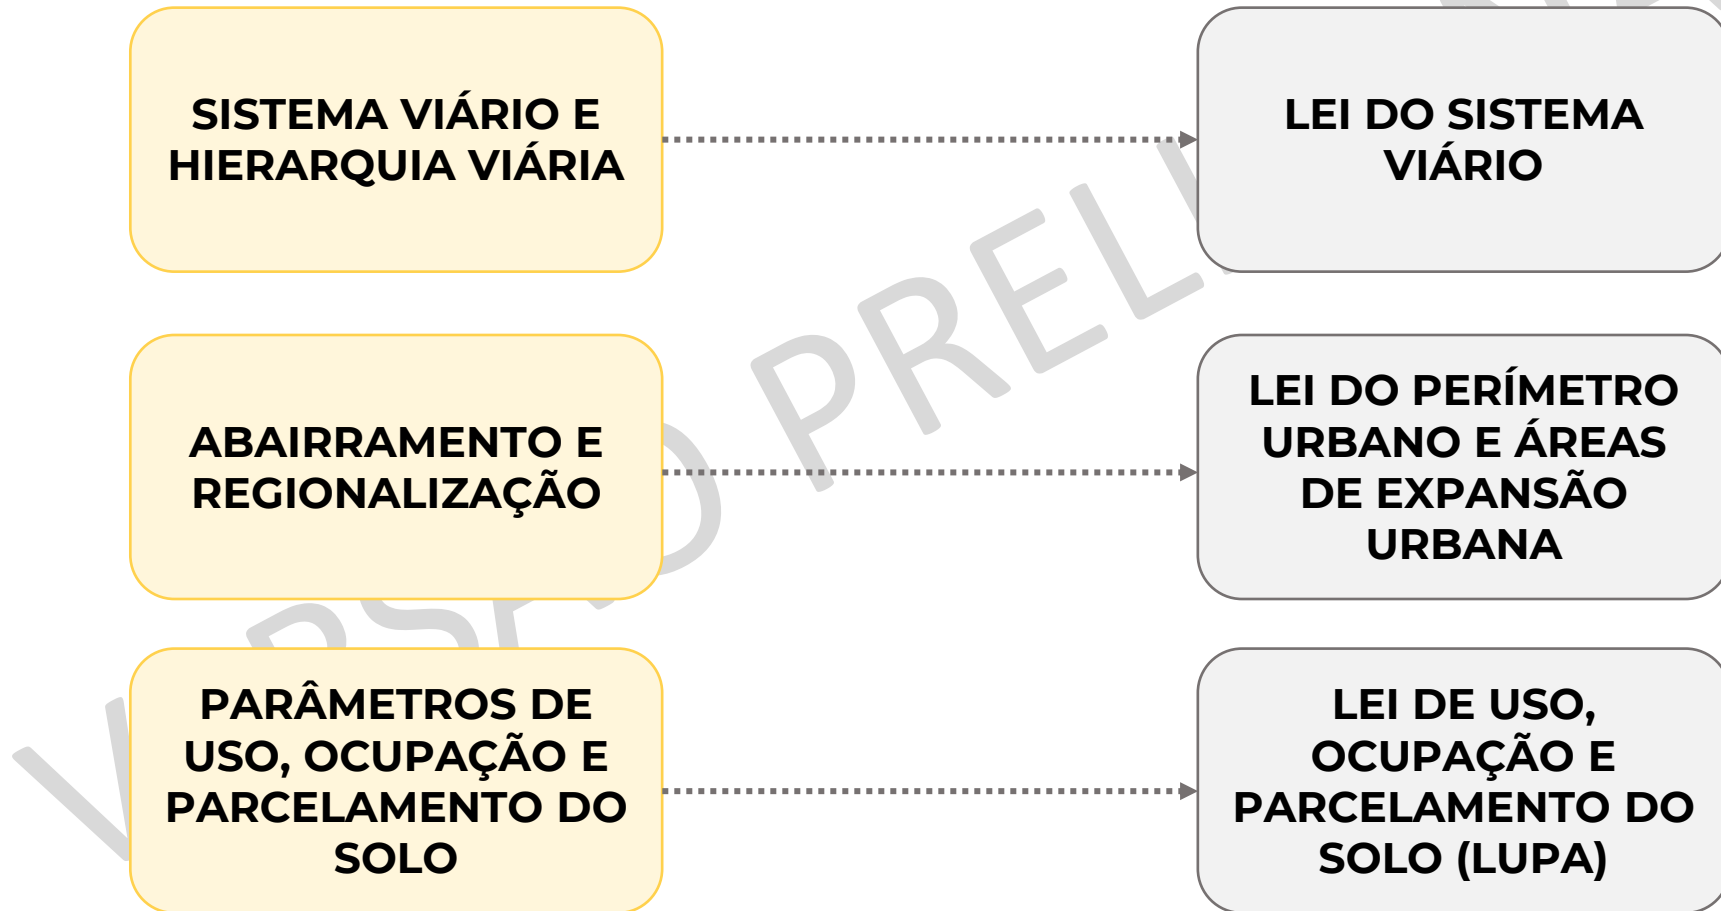 SISTEMA VIÁRIO E
HIERARQUIA VIÁRIA
LEI DO SISTEMA
VIÁRIO
ABAIRRAMENTO E
REGIONALIZAÇÃO
LEI DO PERÍMETRO
URBANO E ÁREAS
DE EXPANSÃO
URBANA
PARÂMETROS DE
USO, OCUPAÇÃO E
PARCELAMENTO DO
SOLO
LEI DE USO,
OCUPAÇÃO E
PARCELAMENTO DO
SOLO (LUPA)